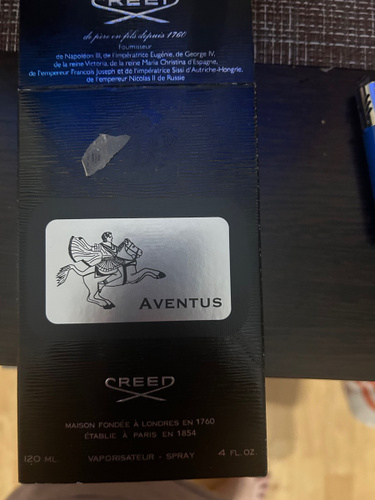 CREED
de père en fils depuis 1760
Fournisseur
de Napoléon III, de l'impératrice Eugénie, de George IV,
de la reine Victoria, de la reine Maria Christina d'Espagne,
de l'empereur François Joseph et de l'impératrice Sissi d'Autriche-Hongrie,
de l'empereur Nicolas II de Russie
AVENTUS
CREED
MAISON FONDÉE À LONDRES EN 1760
ÉTABLIE À PARIS EN 1854
120 ML. VAPORISATEUR - SPRAY 4 FL. OZ.